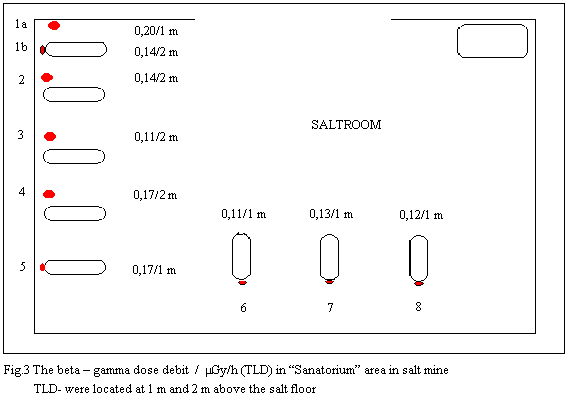 1a
0,20/1 m
1b
0,14/2 m
2
0,14/2 m
SALTROOM
3
0,11/2 m
4
0,17/2 m
0,11/1 m
0,13/1 m
0,12/1 m
5
0,17/1 m
6
7
8
Fig.3 The beta – gamma dose debit / μGy/h (TLD) in “Sanatorium” area in salt mine
TLD- were located at 1 m and 2 m above the salt floor